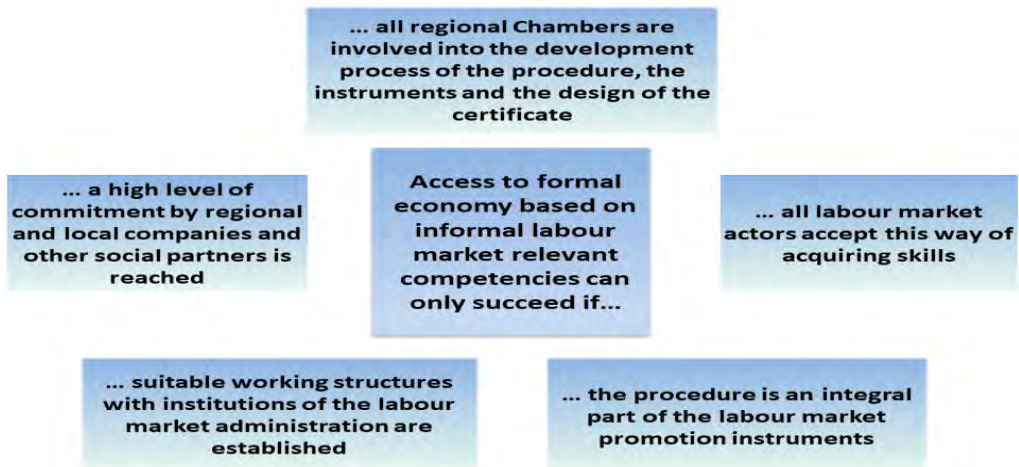 ... all regional Chambers are
involved into the development
process of the procedure, the
instruments and the design of the
certificate
... a high level of
commitment by regional
and local companies and
other social partners is
reached
Access to formal
economy based on
informal labour
market relevant
competencies can
only succeed if...
... all labour market
actors accept this way of
acquiring skills
... suitable working structures
with institutions of the labour
market administration are
established
... the procedure is an integral
part of the labour market
promotion instruments